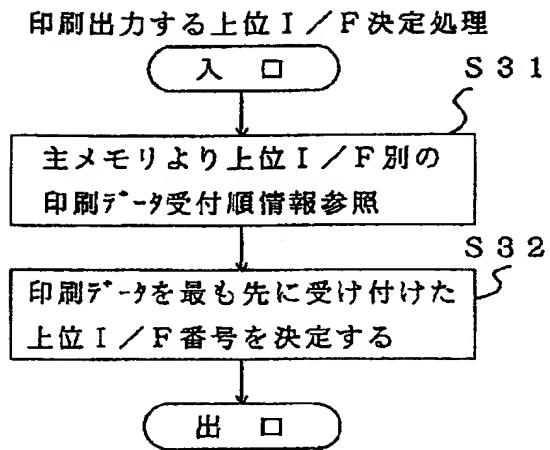 印刷出力する上位I／F決定処理
入　口
S31
主メモリより上位I／F別の
印刷ﾃﾞｰﾀ受付順情報参照
S32
印刷ﾃﾞｰﾀを最も先に受け付けた
上位I／F番号を決定する
出　口